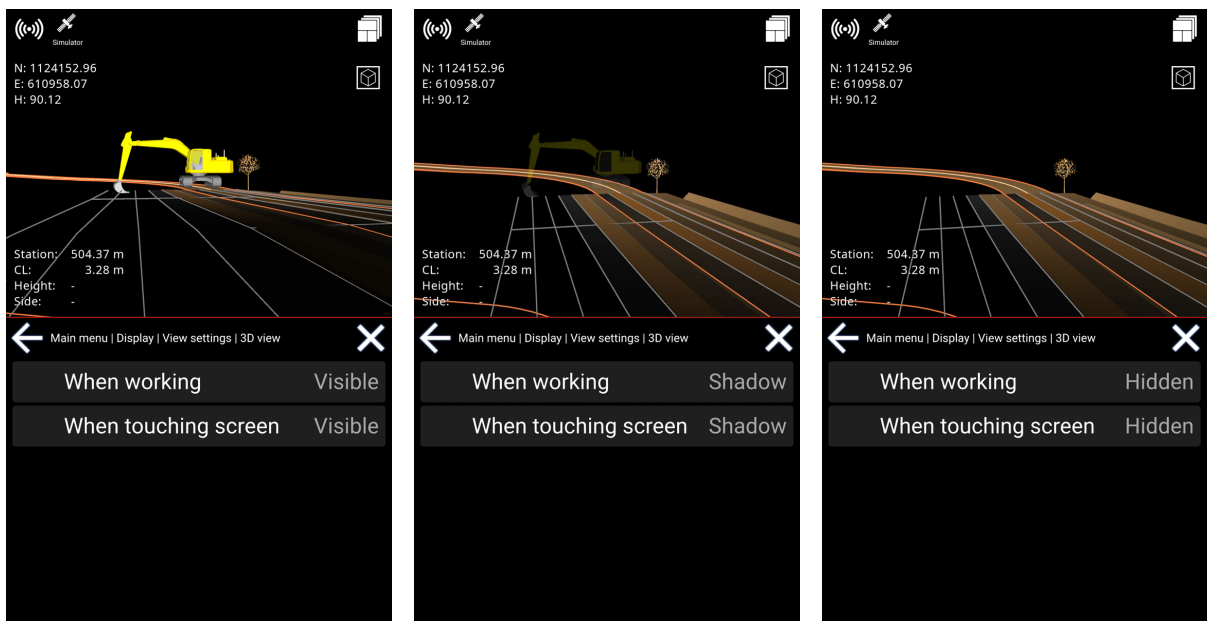 Simulator
N: 1124152.96
E: 610958.07
H: 90.12
Station: 504.37 m
CL: 3.28 m
Height: -
Side: -
Main menu | Display | View settings | 3D view
When working Visible
When touching screen Visible
Simulator
N: 1124152.96
E: 610958.07
H: 90.12
Station: 504.37 m
CL: 3.28 m
Height: -
Side: -
Main menu | Display | View settings | 3D view
When working Shadow
When touching screen Shadow
Simulator
N: 1124152.96
E: 610958.07
H: 90.12
Station: 504.37 m
CL: 3.28 m
Height: -
Side: -
Main menu | Display | View settings | 3D view
When working Hidden
When touching screen Hidden